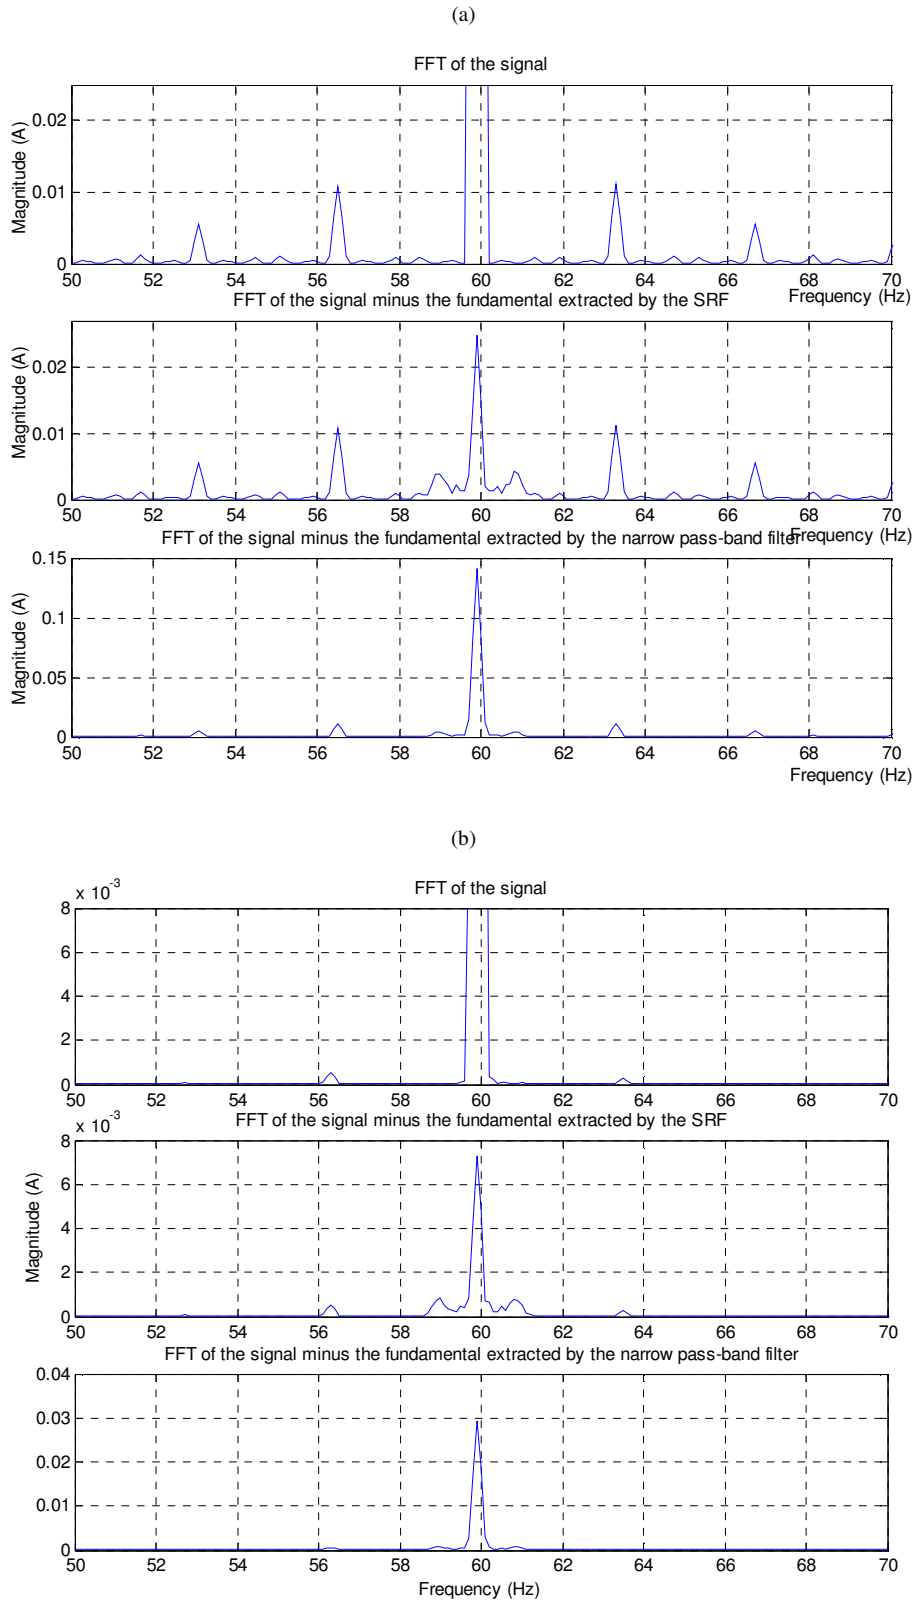 (a)
FFT of the signal
Magnitude (A)
0.02
0.01
0
50 52 54 56 58 60 62 64 66 68 70
Frequency (Hz)
FFT of the signal minus the fundamental extracted by the SRF
Magnitude (A)
0.02
0.01
0
50 52 54 56 58 60 62 64 66 68 70
Frequency (Hz)
FFT of the signal minus the fundamental extracted by the narrow pass-band filter
Magnitude (A)
0.15
0.1
0.05
0
50 52 54 56 58 60 62 64 66 68 70
Frequency (Hz)
(b)
x 10-3
FFT of the signal
8
6
4
2
0
50 52 54 56 58 60 62 64 66 68 70
x 10-3
FFT of the signal minus the fundamental extracted by the SRF
Magnitude (A)
8
6
4
2
0
50 52 54 56 58 60 62 64 66 68 70
FFT of the signal minus the fundamental extracted by the narrow pass-band filter
0.04
0.03
0.02
0.01
0
50 52 54 56 58 60 62 64 66 68 70
Frequency (Hz)